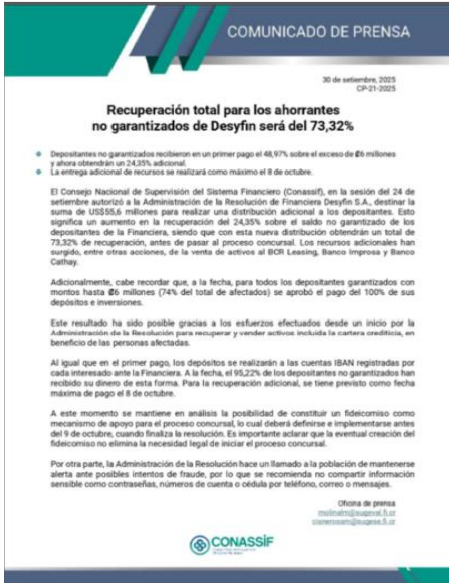 COMUNICADO DE PRENSA
30 de setiembre, 2025
CP-21-2025
Recuperación total para los ahorrantes
no garantizados de Desyfin será del 73,32%
Depositantes no garantizados recibieron en un primer pago el 48,97% sobre el exceso de ₡6 millones
y ahora obtendrán un 24,35% adicional.
La entrega adicional de recursos se realizará como máximo el 8 de octubre.
El Consejo Nacional de Supervisión del Sistema Financiero (Conassif), en la sesión del 24 de
setiembre autorizó a la Administración de la Resolución de Financiera Desyfin S.A., destinar la
suma de US$55,6 millones para realizar una distribución adicional a los depositantes. Esto
significa un aumento en la recuperación del 24,35% sobre el saldo no garantizado de los
depositantes de la Financiera, siendo que con esta nueva distribución obtendrán un total de
73,32% de recuperación, antes de pasar al proceso concursal. Los recursos adicionales han
surgido, entre otras acciones, de la venta de activos al BCR Leasing, Banco Improsa y Banco
Cathay.
Adicionalmente, cabe recordar que, a la fecha, para todos los depositantes garantizados con
montos hasta ₡6 millones (74% del total de afectados) se aprobó el pago del 100% de sus
depósitos e inversiones.
Este resultado ha sido posible gracias a los esfuerzos efectuados desde un inicio por la
Administración de la Resolución para recuperar y vender activos incluida la cartera crediticia, en
beneficio de las personas afectadas.
Al igual que en el primer pago, los depósitos se realizarán a las cuentas IBAN registradas por
cada interesado ante la Financiera. A la fecha, el 95,22% de los depositantes no garantizados han
recibido su dinero de esta forma. Para la recuperación adicional, se tiene previsto como fecha
máxima de pago el 8 de octubre.
A este momento se mantiene en análisis la posibilidad de constituir un fideicomiso como
mecanismo de apoyo para el proceso concursal, lo cual deberá definirse e implementarse antes
del 9 de octubre, cuando finaliza la resolución. Es importante aclarar que la eventual creación del
fideicomiso no elimina la necesidad legal de iniciar el proceso concursal.
Por otra parte, la Administración de la Resolución hace un llamado a la población de mantenerse
alerta ante posibles intentos de fraude, por lo que se recomienda no compartir información
sensible como contraseñas, números de cuenta o cédula por teléfono, correo o mensajes.
Oficina de prensa
molinalm@sugeval.fi.cr
cisnerosam@sugese.fi.cr
CONASSIF